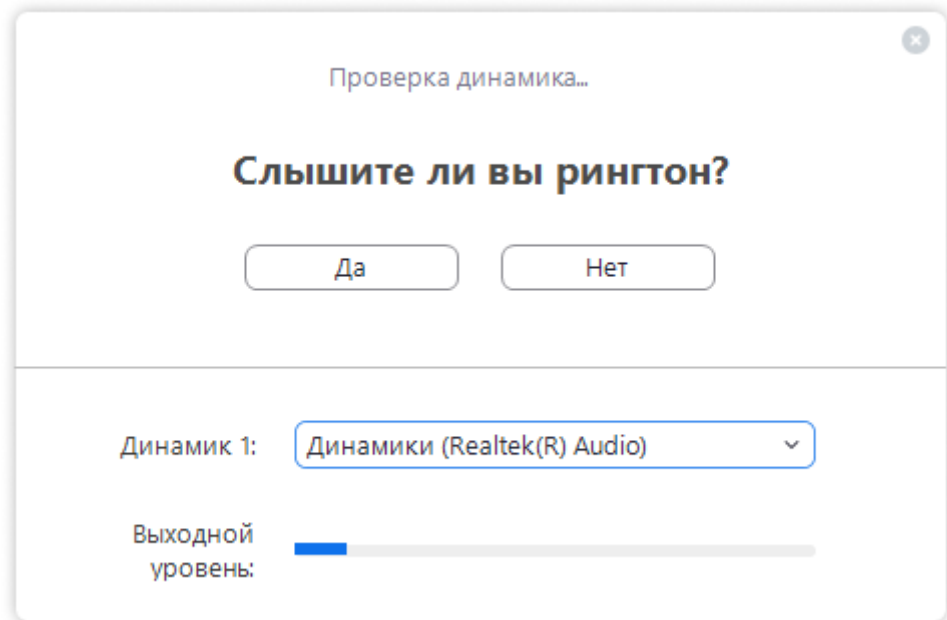 Проверка динамика...
Слышите ли вы рингтон?
Да
Нет
Динамик 1:
Динамики (Realtek(R) Audio)
Выходной
уровень: